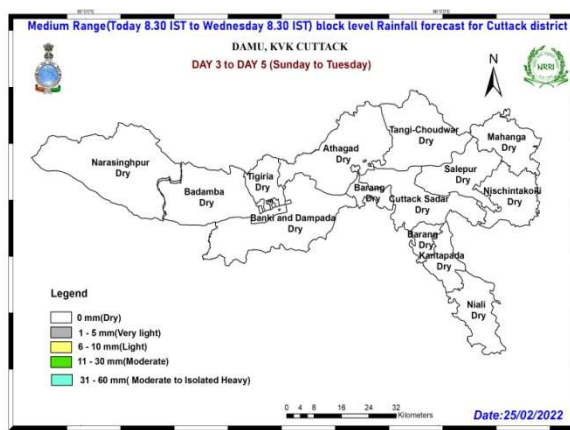 Medium Range(Today 8.30 IST to Wednesday 8.30 IST) block level Rainfall forecast for Cuttack district
DAMU, KVK CUTTACK
DAY 3 to DAY 5 (Sunday to Tuesday)
N
NRRI
Tangi-Choudwar
Dry
Mahanga
Dry
Athagad
Dry
Narasinghpur
Dry
Salepur
Dry
Tigiria
Dry
Badamba
Dry
Barang
Dry
Nischintakoili
Dry
Cuttack Sadar
Dry
Banki and Dampada
Dry
Barang
Dry
Kantapada
Dry
Niali
Dry
Legend
0 mm(Dry)
1 - 5 mm(Very light)
6 - 10 mm(Light)
11 - 30 mm(Moderate)
31 - 60 mm( Moderate to Isolated Heavy)
0 4 8 16 24 32
Kilometers
Date:25/02/2022